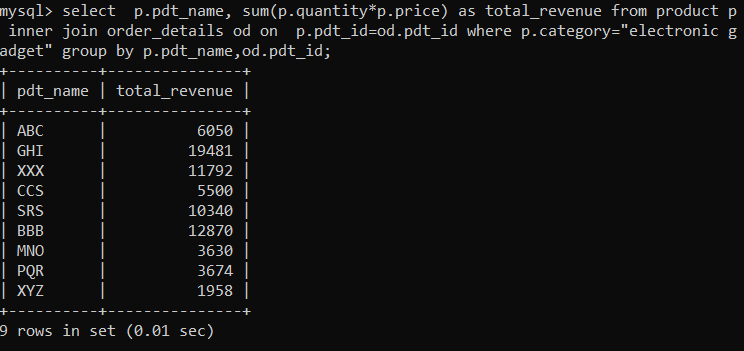 mysql> select  p.pdt_name, sum(p.quantity*p.price) as total_revenue from product p
 inner join order_details od on  p.pdt_id=od.pdt_id where p.category="electronic g
adget" group by p.pdt_name,od.pdt_id;
+----------+---------------+
| pdt_name | total_revenue |
+----------+---------------+
| ABC      |          6050 |
| GHI      |         19481 |
| XXX      |         11792 |
| CCS      |          5500 |
| SRS      |         10340 |
| BBB      |         12870 |
| MNO      |          3630 |
| PQR      |          3674 |
| XYZ      |          1958 |
+----------+---------------+
9 rows in set (0.01 sec)